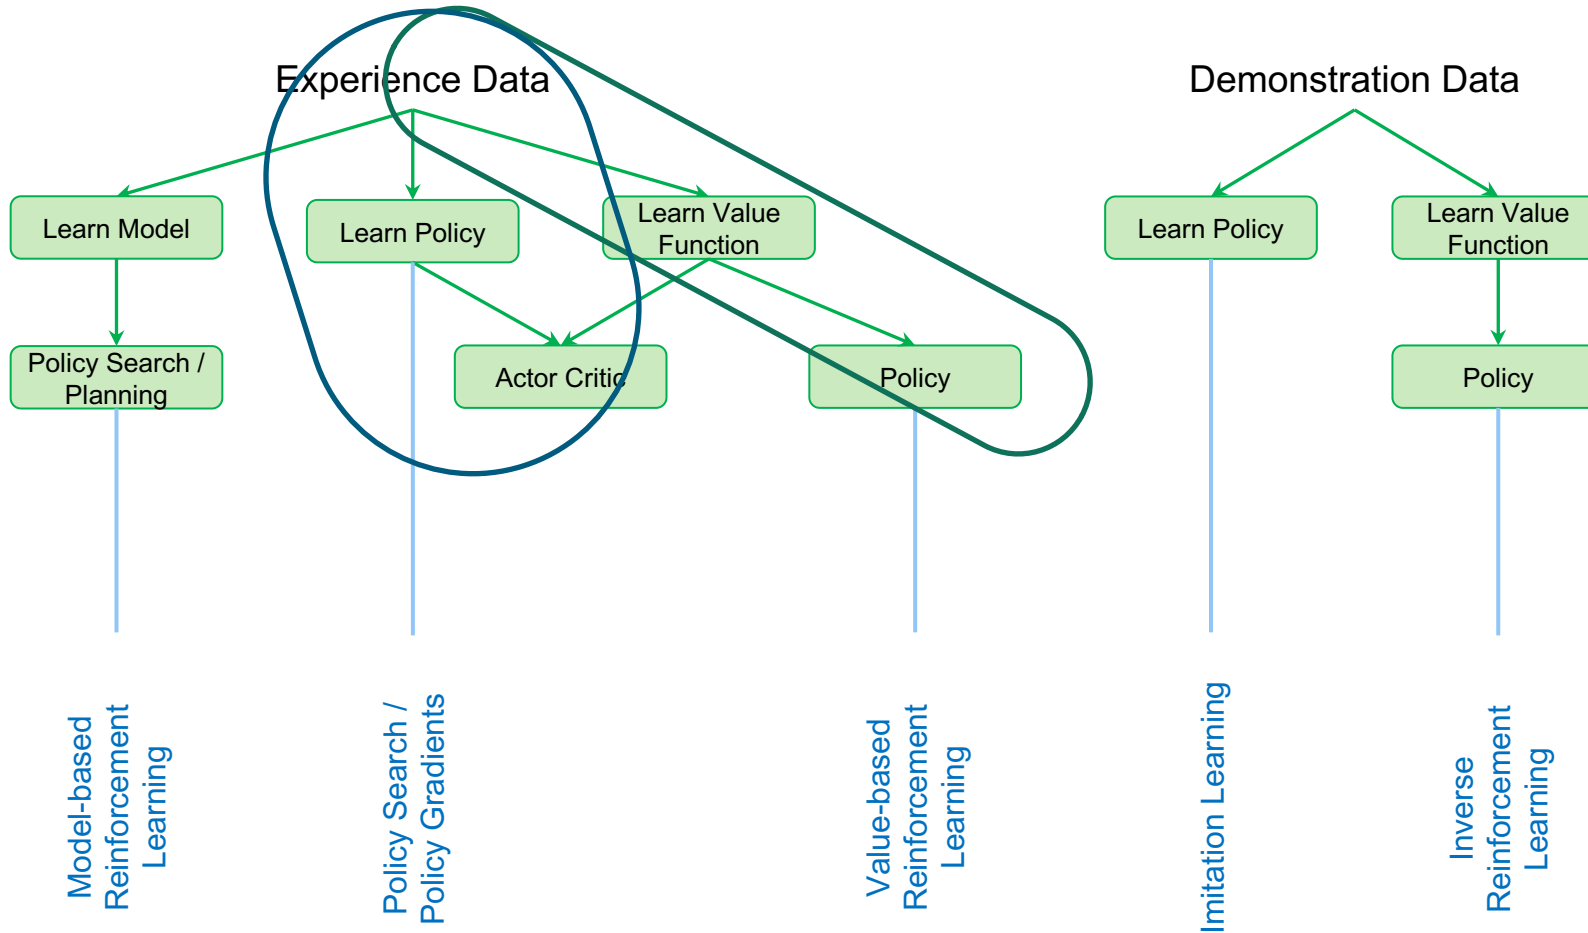 Experience Data
Demonstration Data
Learn Model
Learn Policy
Learn Value
Function
Learn Policy
Learn Value
Function
Policy Search /
Planning
Actor Critic
Policy
Policy
Model-based
Reinforcement
Learning
Policy Search /
Policy Gradients
Value-based
Reinforcement
Learning
Imitation Learning
Inverse
Reinforcement
Learning